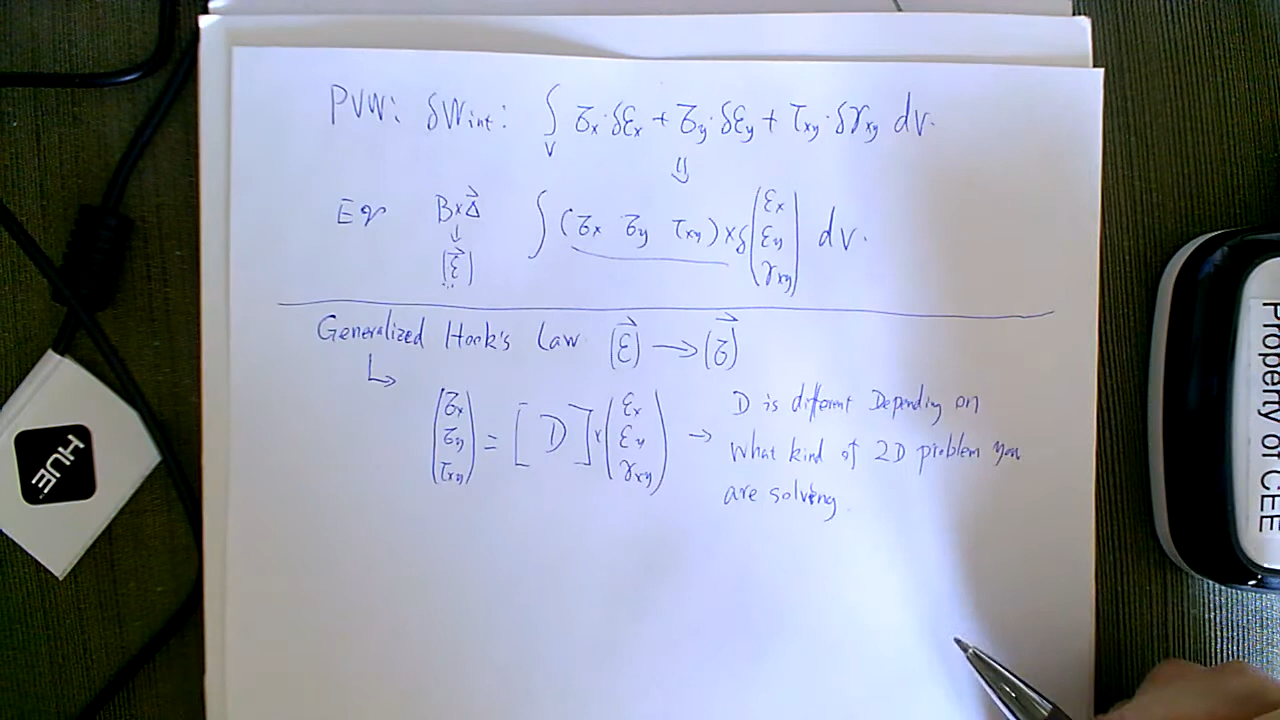 PVW: δWint: ∫V σx·δεx + σy·δεy + τxy·δγxy dv.
⇓
Eqr B×Δ⃗ ∫ (σx σy τxy) × δ(εx εy γxy) dv.
↓
(ε⃗)
Generalized Hook's Law (ε⃗) → (σ⃗)
(σx σy τxy) = [D] × (εx εy γxy) → D is different Depending on
What kind of 2D problem you
are solving.
HUE
Property of CEE